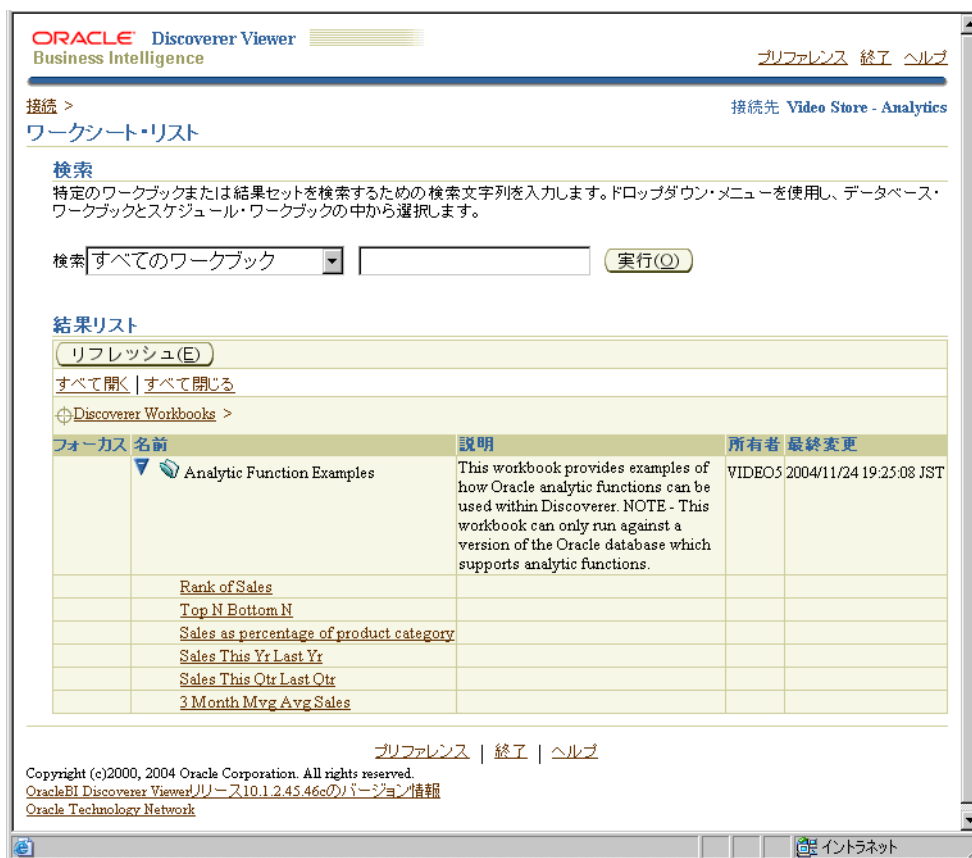 ORACLE Discoverer Viewer
Business Intelligence
プリファレンス 終了 ヘルプ
接続 >
接続先 Video Store - Analytics
ワークシート・リスト
検索
特定のワークブックまたは結果セットを検索するための検索文字列を入力します。ドロップダウン・メニューを使用し、データベース・
ワークブックとスケジュール・ワークブックの中から選択します。
検索 すべてのワークブック 実行(O)
結果リスト
リフレッシュ(E)
すべて開く | すべて閉じる
Discoverer Workbooks >
フォーカス 名前 説明 所有者 最終変更
Analytic Function Examples
This workbook provides examples of
how Oracle analytic functions can be
used within Discoverer. NOTE - This
workbook can only run against a
version of the Oracle database which
supports analytic functions.
VIDEO5 2004/11/24 19:25:08 JST
Rank of Sales
Top N Bottom N
Sales as percentage of product category
Sales This Yr Last Yr
Sales This Qtr Last Qtr
3 Month Mvg Avg Sales
プリファレンス | 終了 | ヘルプ
Copyright (c)2000, 2004 Oracle Corporation. All rights reserved.
OracleBI Discoverer Viewerリリース10.1.2.45.46cのバージョン情報
Oracle Technology Network
イントラネット